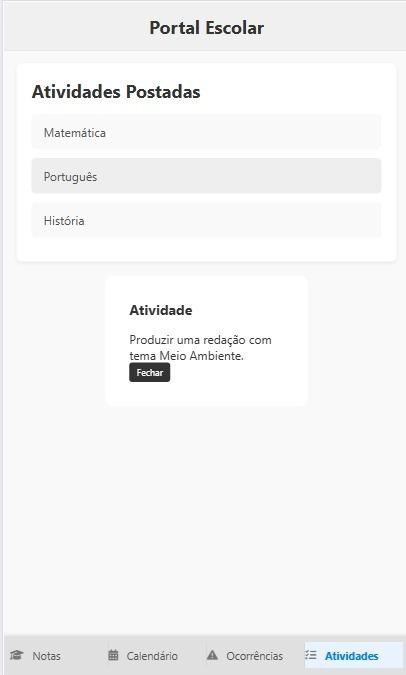 Portal Escolar
Atividades Postadas
Matemática
Português
História
Atividade
Produzir uma redação com
tema Meio Ambiente.
Fechar
Notas
Calendário
Ocorrências
Atividades